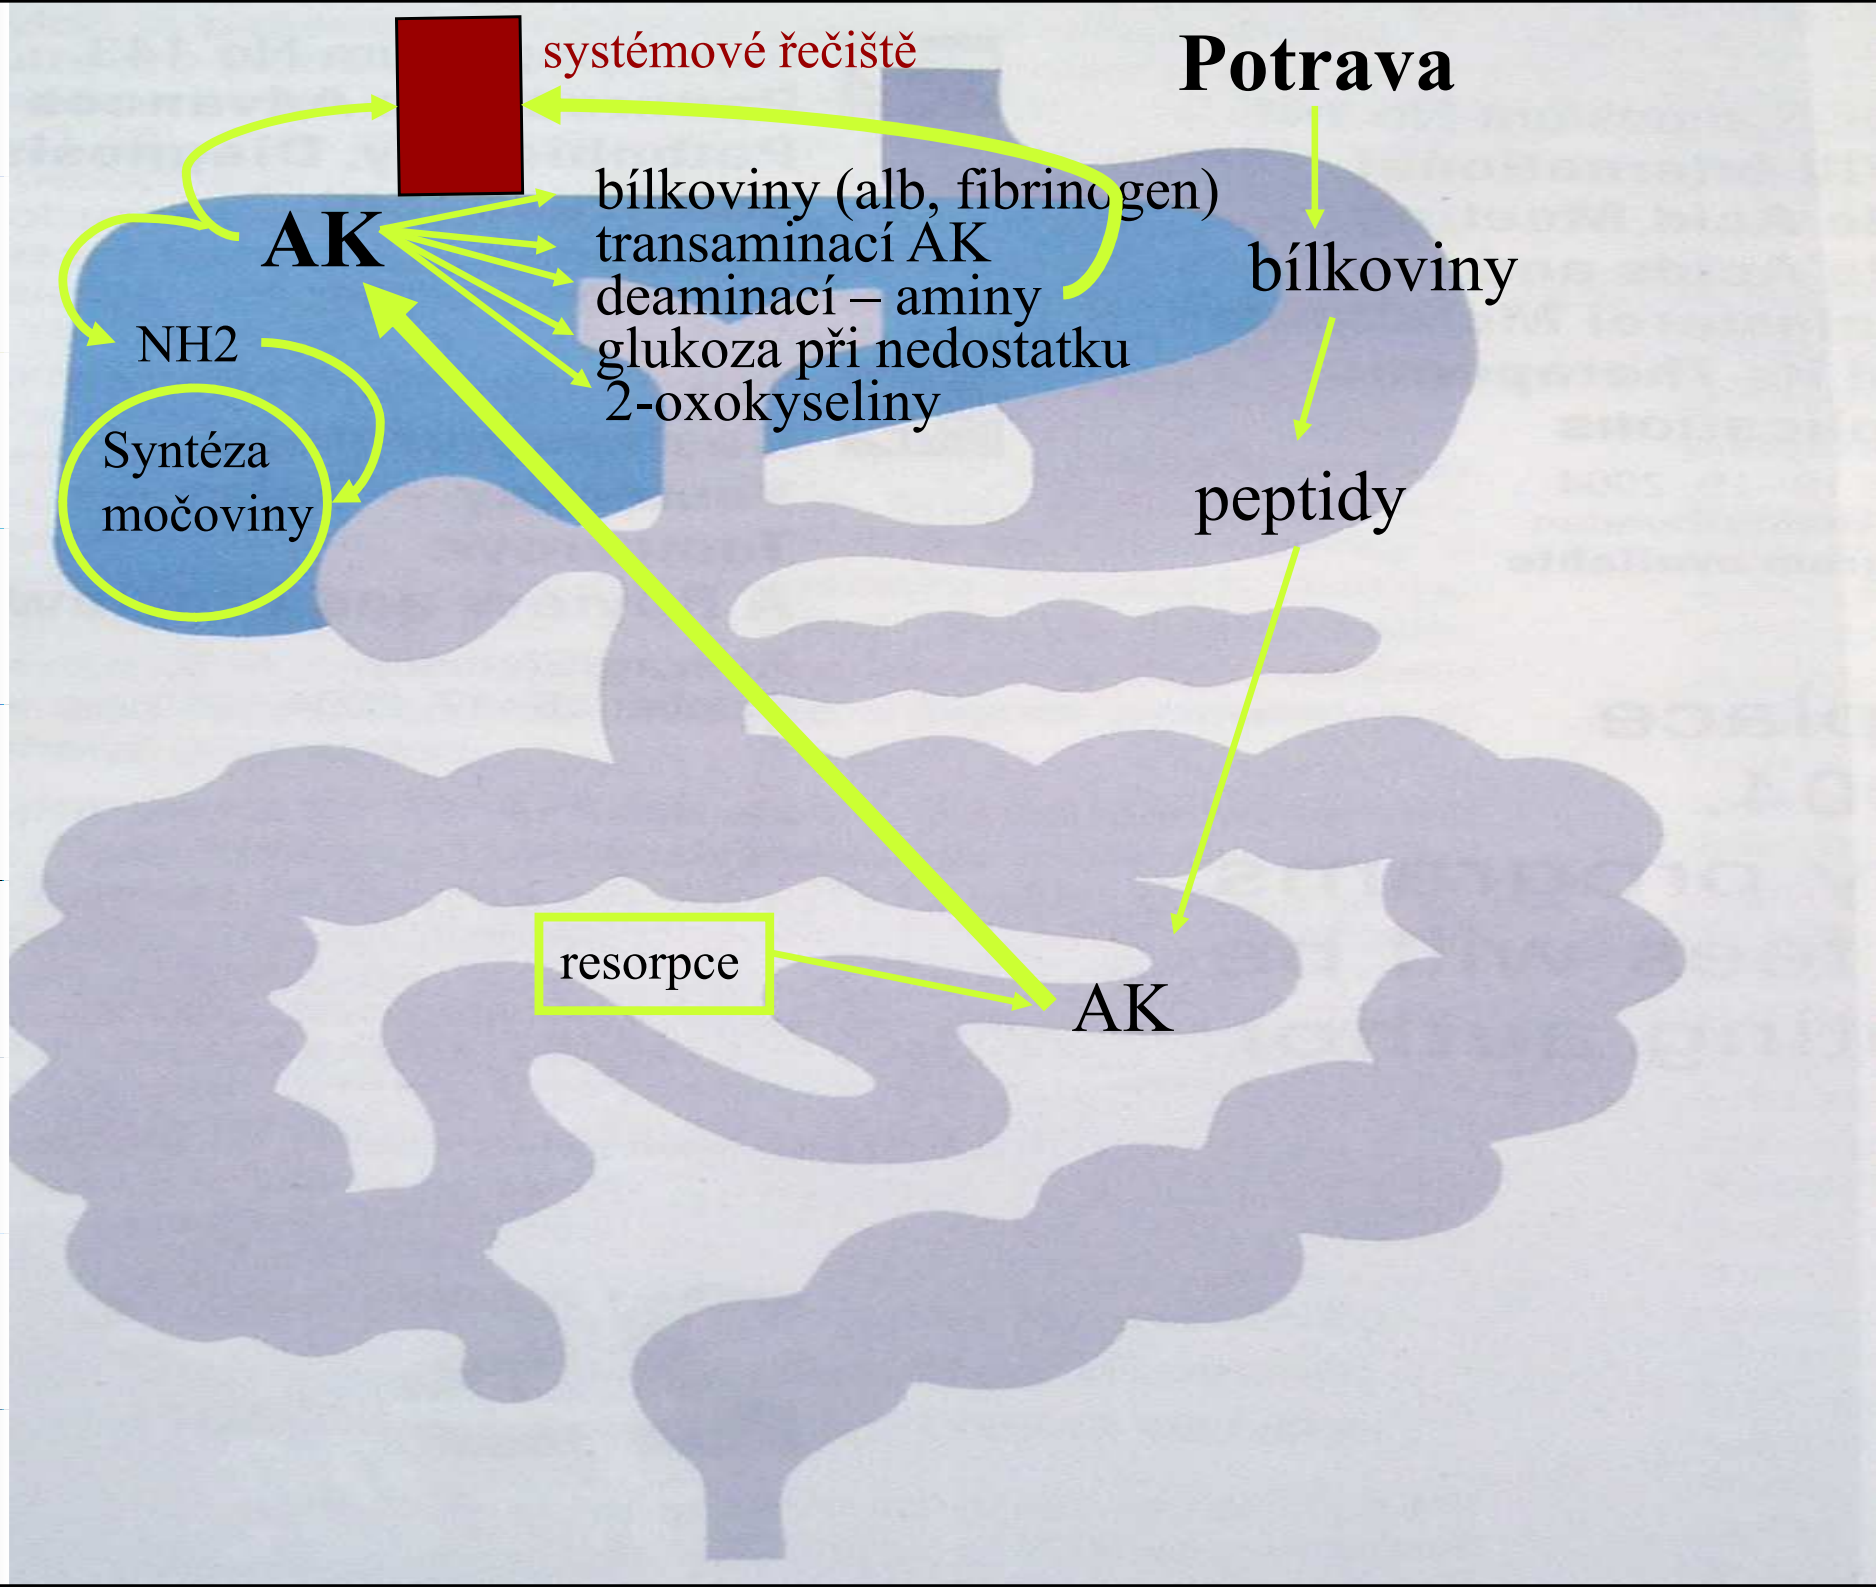 systémové řečiště
Potrava
AK
bílkoviny (alb, fibrinogen)
transaminací AK
deaminací – aminy
glukoza při nedostatku
2-oxokyseliny
bílkoviny
NH2
Syntéza
močoviny
peptidy
resorpce
AK